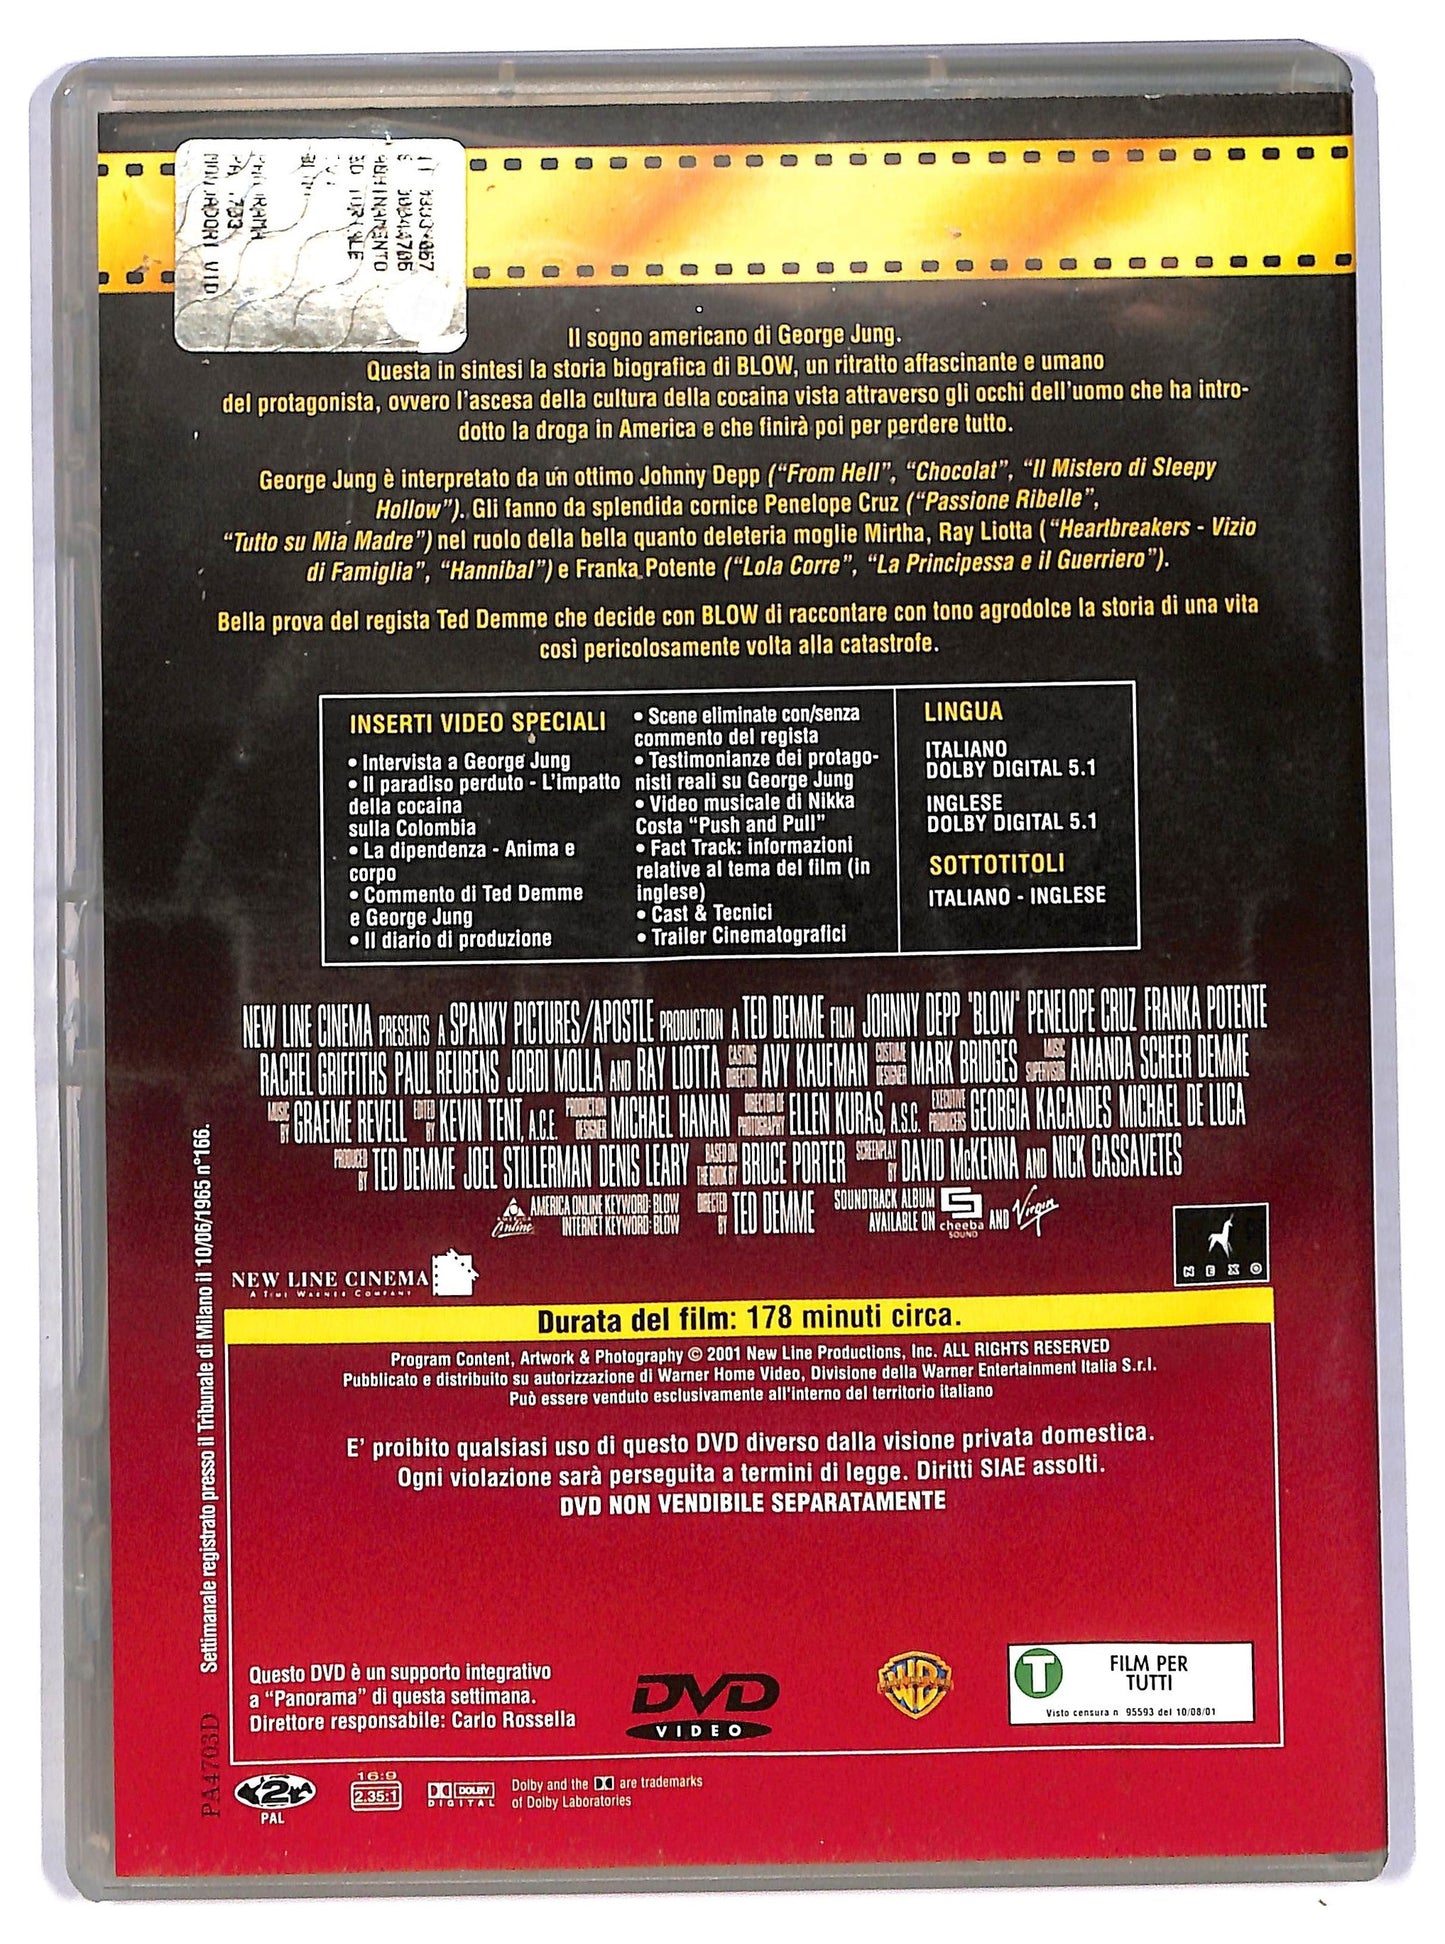 Il sogno americano di George Jung.
Questa in sintesi la storia biografica di BLOW, un ritratto affascinante e umano
del protagonista, ovvero l'ascesa della cultura della cocaina vista attraverso gli occhi dell'uomo che ha intro-
dotto la droga in America e che finirà poi per perdere tutto.
George Jung è interpretato da un ottimo Johnny Depp ("From Hell", "Chocolat", "Il Mistero di Sleepy
Hollow"). Gli fanno da splendida cornice Penelope Cruz ("Passione Ribelle",
"Tutto su Mia Madre") nel ruolo della bella quanto deleteria moglie Mirtha, Ray Liotta ("Heartbreakers - Vizio
di Famiglia", "Hannibal") e Franka Potente ("Lola Corre", "La Principessa e il Guerriero").
Bella prova del regista Ted Demme che decide con BLOW di raccontare con tono agrodolce la storia di una vita
così pericolosamente volta alla catastrofe.
INSERTI VIDEO SPECIALI
• Intervista a George Jung
• Il paradiso perduto - L'impatto
della cocaina
sulla Colombia
• La dipendenza - Anima e
corpo
• Commento di Ted Demme
e George Jung
• Il diario di produzione
• Scene eliminate con/senza
commento del regista
• Testimonianze dei protago-
nisti reali su George Jung
• Video musicale di Nikka
Costa "Push and Pull"
• Fact Track: informazioni
relative al tema del film (in
inglese)
• Cast & Tecnici
• Trailer Cinematografici
LINGUA
ITALIANO
DOLBY DIGITAL 5.1
INGLESE
DOLBY DIGITAL 5.1
SOTTOTITOLI
ITALIANO - INGLESE
NEW LINE CINEMA PRESENTS A SPANKY PICTURES/APOSTLE PRODUCTION A TED DEMME FILM JOHNNY DEPP "BLOW" PENELOPE CRUZ FRANKA POTENTE
RACHEL GRIFFITHS PAUL REUBENS JORDI MOLLA AND RAY LIOTTA CASTING DIRECTOR AVY KAUFMAN COSTUME DESIGNER MARK BRIDGES MUSIC SUPERVISOR AMANDA SCHEER DEMME
MUSIC BY GRAEME REVELL EDITED BY KEVIN TENT, A.C.E. PRODUCTION DESIGNER MICHAEL HANAN DIRECTOR OF PHOTOGRAPHY ELLEN KURAS, A.S.C. EXECUTIVE PRODUCERS GEORGIA KACANDES MICHAEL DE LUCA
PRODUCED BY TED DEMME JOEL STILLERMAN DENIS LEARY BASED ON THE BOOK BY BRUCE PORTER SCREENPLAY BY DAVID McKENNA AND NICK CASSAVETES
AMERICA Online AMERICA ONLINE KEYWORD: BLOW
INTERNET KEYWORD: BLOW
DIRECTED BY TED DEMME
SOUNDTRACK ALBUM
AVAILABLE ON cheeba SOUND AND Virgin
NEW LINE CINEMA
A TIME WARNER COMPANY
NEXO
Durata del film: 178 minuti circa.
Program Content, Artwork & Photography © 2001 New Line Productions, Inc. ALL RIGHTS RESERVED
Pubblicato e distribuito su autorizzazione di Warner Home Video, Divisione della Warner Entertainment Italia S.r.l.
Può essere venduto esclusivamente all'interno del territorio italiano
E' proibito qualsiasi uso di questo DVD diverso dalla visione privata domestica.
Ogni violazione sarà perseguita a termini di legge. Diritti SIAE assolti.
DVD NON VENDIBILE SEPARATAMENTE
Settimanale registrato presso il Tribunale di Milano il 10/06/1965 n°166.
PA4703D
Questo DVD è un supporto integrativo
a "Panorama" di questa settimana.
Direttore responsabile: Carlo Rossella
DVD
VIDEO
WB
T
FILM PER
TUTTI
Visto censura n 95593 del 10/08/01
2
PAL
16:9
2.35:1
DOLBY
DIGITAL
Dolby and the DD are trademarks
of Dolby Laboratories